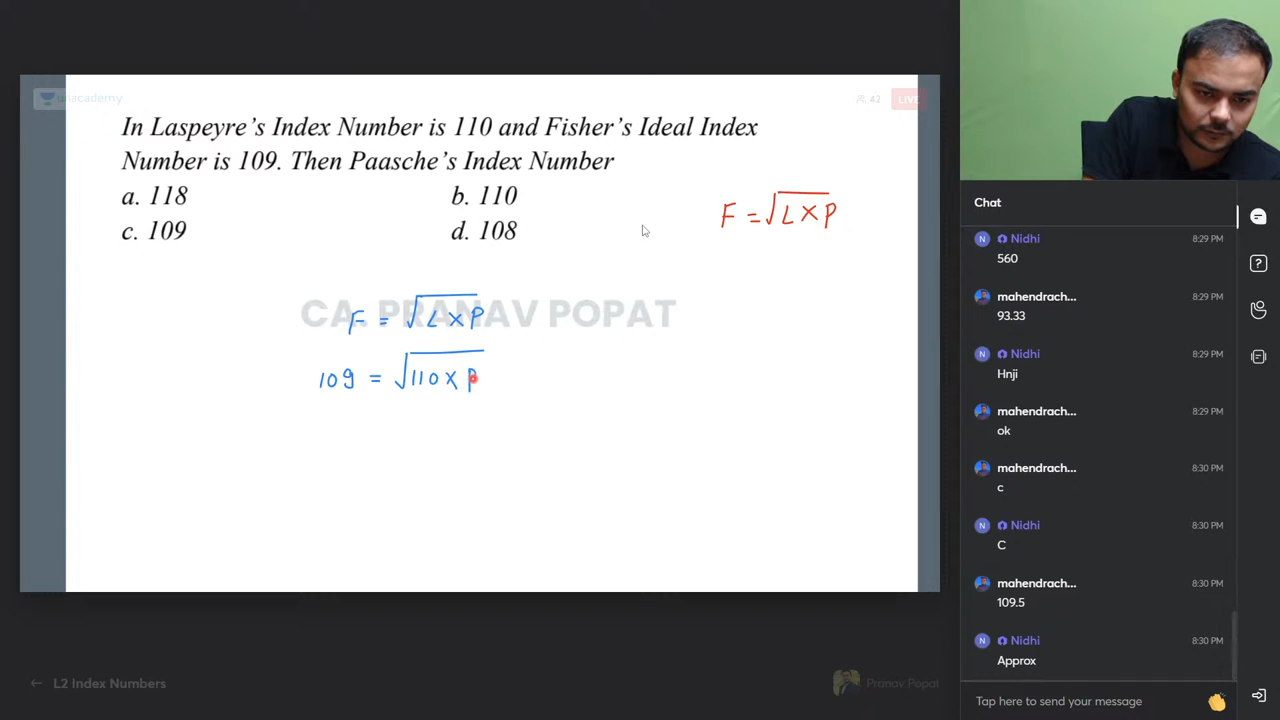 unacademy
42
LIVE
In Laspeyre's Index Number is 110 and Fisher's Ideal Index
Number is 109. Then Paasche's Index Number
a. 118
b. 110
c. 109
d. 108
F = √L X P
CA. PRANAV POPAT
F = √L X P
109 = √110 X P
L2 Index Numbers
Pranav Popat
Chat
N Nidhi 8:29 PM
560
mahendrach... 8:29 PM
93.33
N Nidhi 8:29 PM
Hnji
mahendrach... 8:29 PM
ok
mahendrach... 8:30 PM
c
N Nidhi 8:30 PM
C
mahendrach... 8:30 PM
109.5
N Nidhi 8:30 PM
Approx
Tap here to send your message